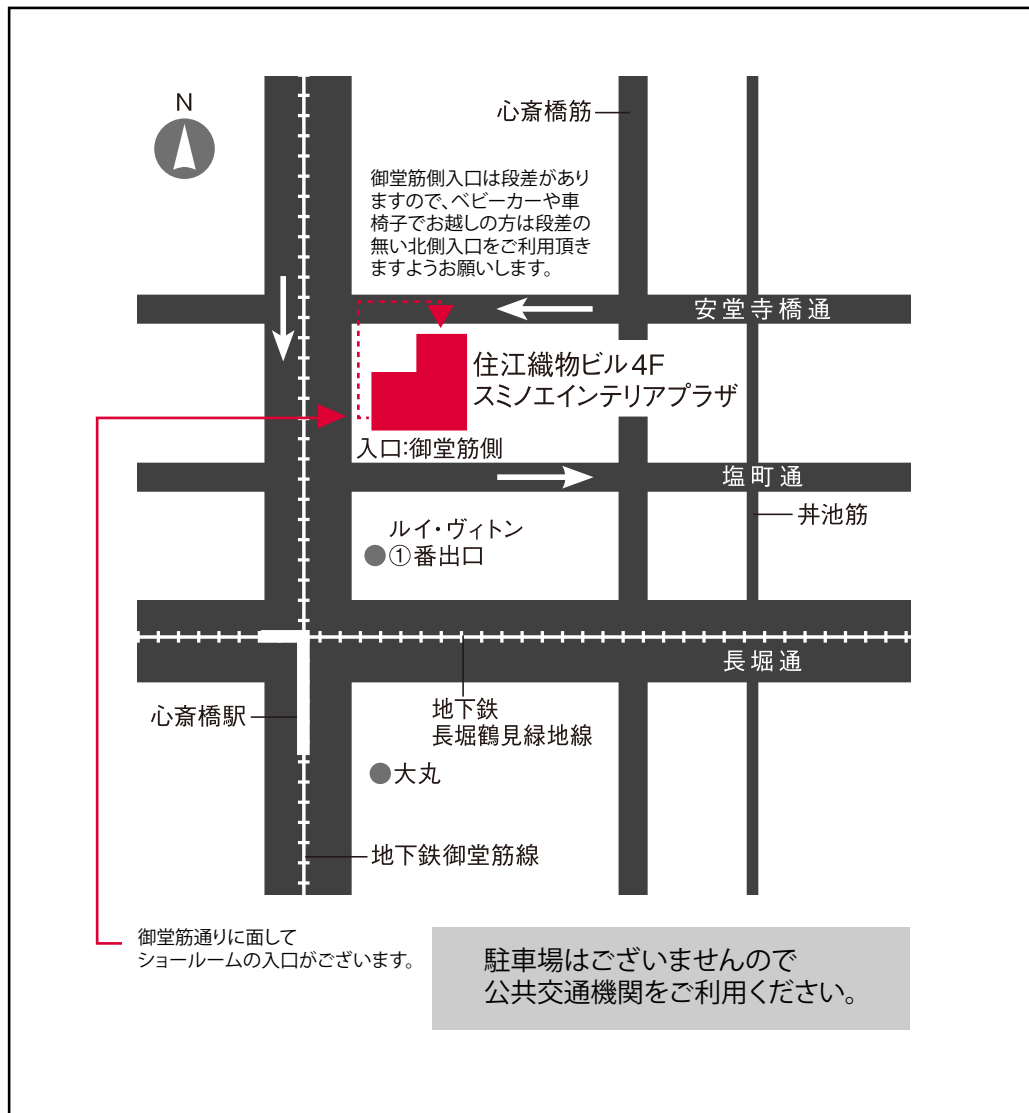 N
心斎橋筋
御堂筋側入口は段差があり
ますので、ベビーカーや車
椅子でお越しの方は段差の
無い北側入口をご利用頂き
ますようお願いします。
安堂寺橋通
住江織物ビル4F
スミノエインテリアプラザ
入口:御堂筋側
塩町通
丼池筋
ルイ・ヴィトン
①番出口
長堀通
心斎橋駅
地下鉄
長堀鶴見緑地線
大丸
地下鉄御堂筋線
御堂筋通りに面して
ショールームの入口がございます。
駐車場はございませんので
公共交通機関をご利用ください。